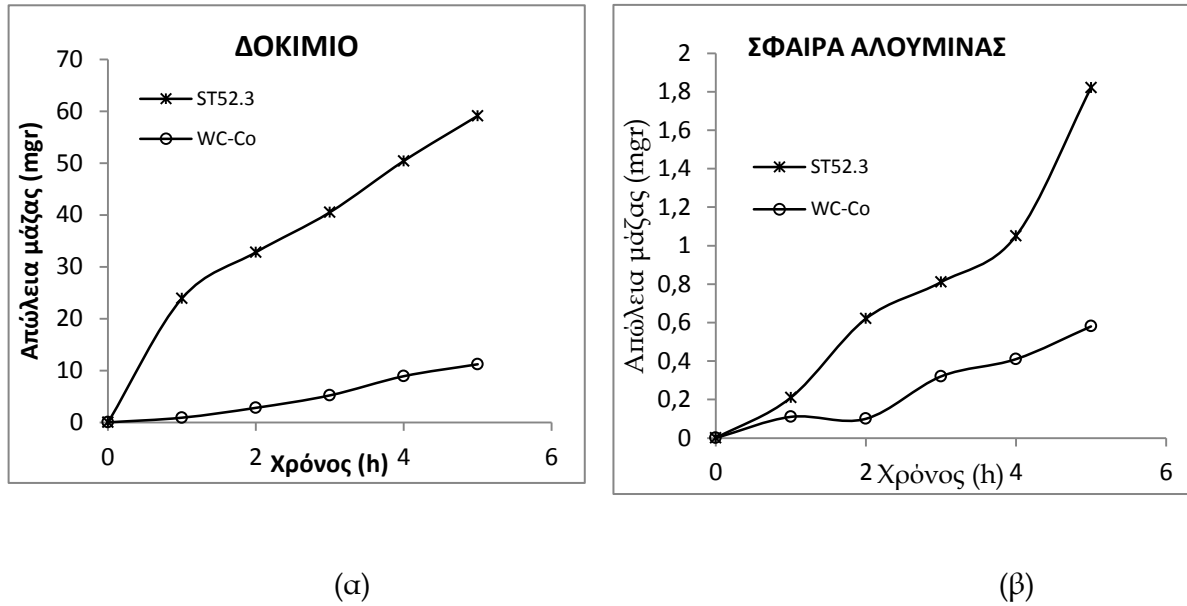 ΔΟΚΙΜΙΟ
70
60
50
40
30
20
10
0
Απώλεια μάζας (mgr)
ST52.3
WC-Co
0
2
4
6
Χρόνος (h)
ΣΦΑΙΡΑ ΑΛΟΥΜΙΝΑΣ
2
1,8
1,6
1,4
1,2
1
0,8
0,6
0,4
0,2
0
Απώλεια μάζας (mgr)
ST52.3
WC-Co
0
2
4
6
Χρόνος (h)
(α)
(β)